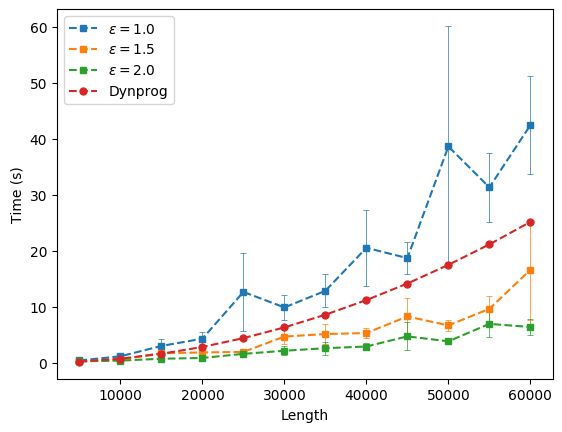 60
50
40
30
20
10
0
Time (s)
ε = 1.0
ε = 1.5
ε = 2.0
Dynprog
10000 20000 30000 40000 50000 60000
Length